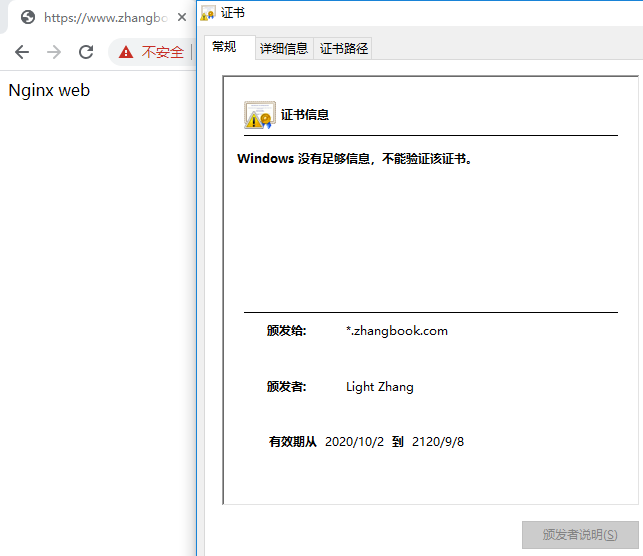 https://www.zhangbo
不安全
Nginx web
证书
常规
详细信息
证书路径
证书信息
Windows 没有足够信息，不能验证该证书。
颁发给: *.zhangbook.com
颁发者: Light Zhang
有效期从 2020/10/2 到 2120/9/8
颁发者说明(S)